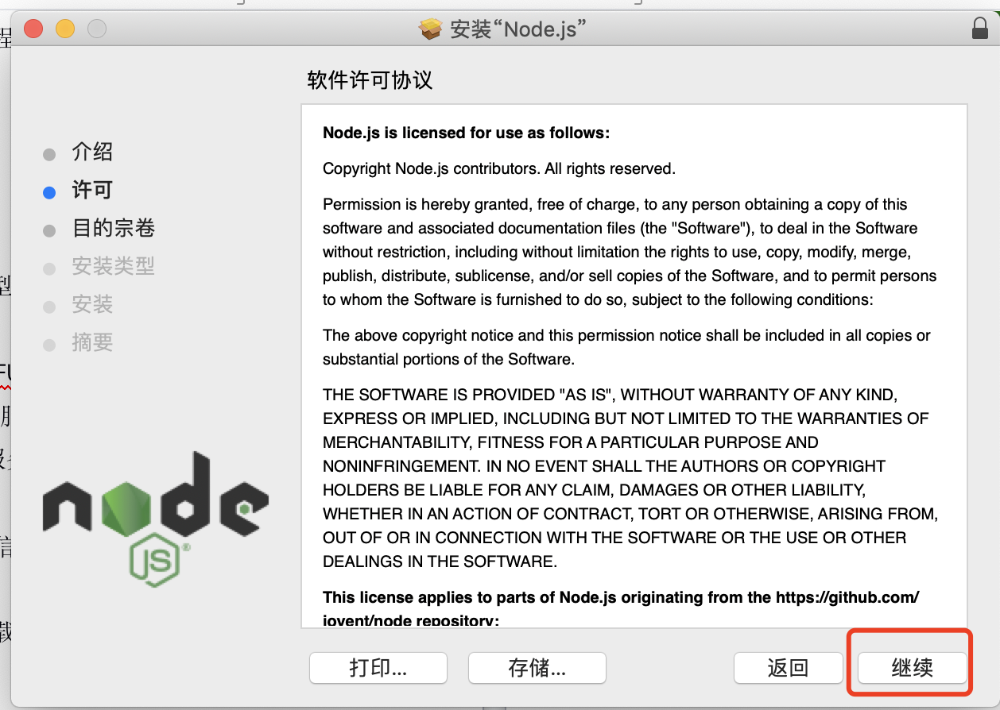 安装“Node.js”
软件许可协议
介绍
许可
目的宗卷
安装类型
安装
摘要
Node.js is licensed for use as follows:
Copyright Node.js contributors. All rights reserved.
Permission is hereby granted, free of charge, to any person obtaining a copy of this
software and associated documentation files (the "Software"), to deal in the Software
without restriction, including without limitation the rights to use, copy, modify, merge,
publish, distribute, sublicense, and/or sell copies of the Software, and to permit persons
to whom the Software is furnished to do so, subject to the following conditions:
The above copyright notice and this permission notice shall be included in all copies or
substantial portions of the Software.
THE SOFTWARE IS PROVIDED "AS IS", WITHOUT WARRANTY OF ANY KIND,
EXPRESS OR IMPLIED, INCLUDING BUT NOT LIMITED TO THE WARRANTIES OF
MERCHANTABILITY, FITNESS FOR A PARTICULAR PURPOSE AND
NONINFRINGEMENT. IN NO EVENT SHALL THE AUTHORS OR COPYRIGHT
HOLDERS BE LIABLE FOR ANY CLAIM, DAMAGES OR OTHER LIABILITY,
WHETHER IN AN ACTION OF CONTRACT, TORT OR OTHERWISE, ARISING FROM,
OUT OF OR IN CONNECTION WITH THE SOFTWARE OR THE USE OR OTHER
DEALINGS IN THE SOFTWARE.
This license applies to parts of Node.js originating from the https://github.com/
joyent/node repository:
node
JS®
打印...
存储...
返回
继续